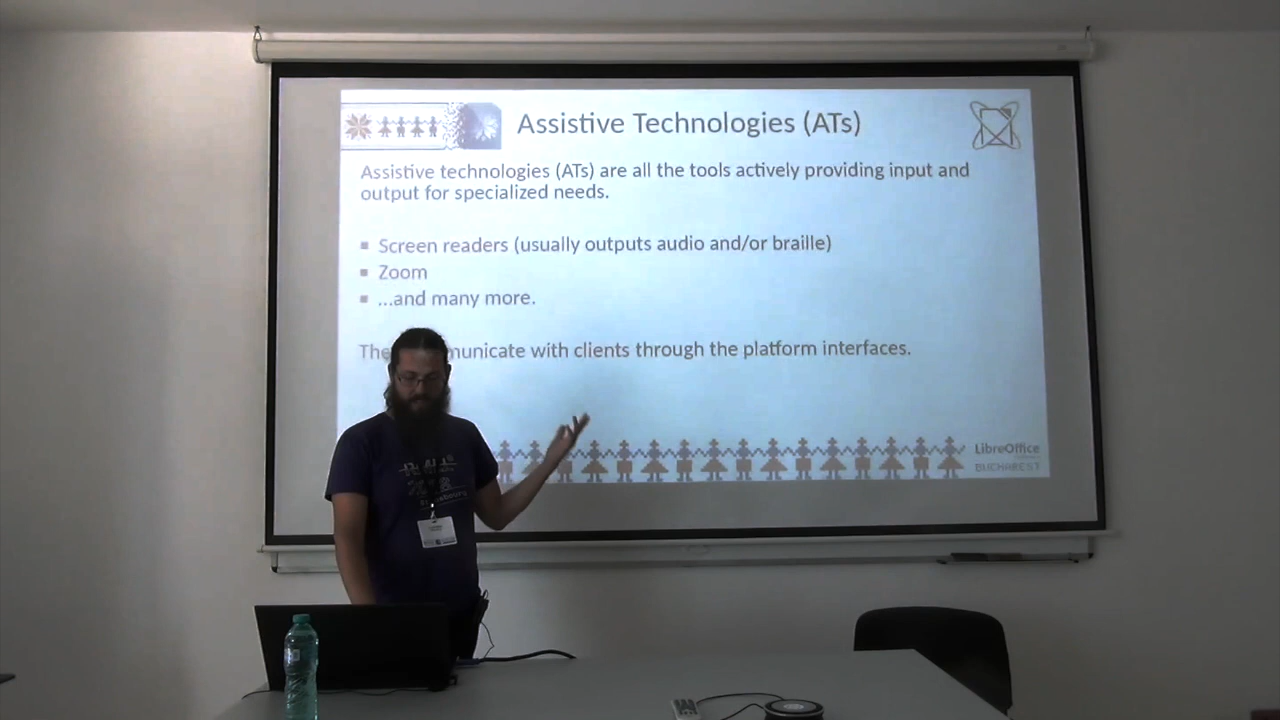 Assistive Technologies (ATs)
Assistive technologies (ATs) are all the tools actively providing input and
output for specialized needs.
Screen readers (usually outputs audio and/or braille)
Zoom
...and many more.
with clients through the platform interfaces.
LibreOffice
BUCHAREST